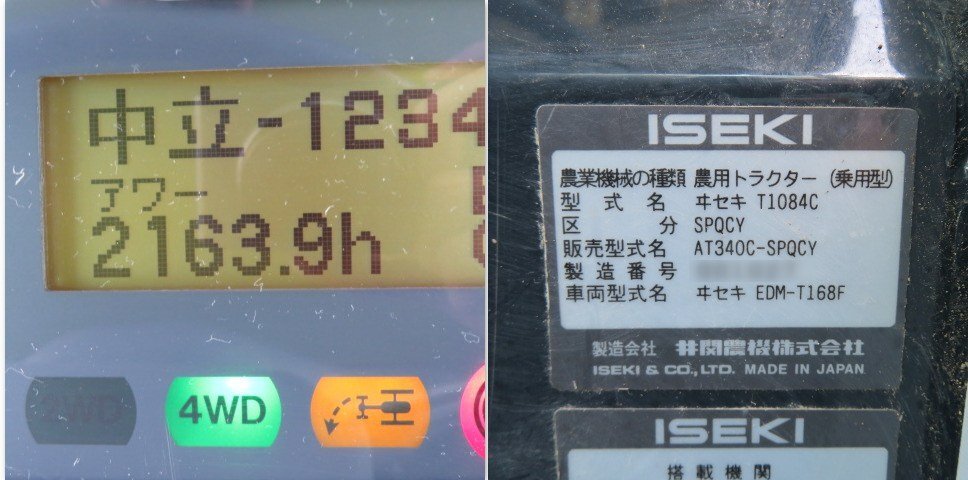 中立-1234
アワー
2163.9h
2WD
4WD
ISEKI
農業機械の種類 農用トラクター (乗用型)
型式名 ヰセキ T1084C
区分 SPQCY
販売型式名 AT340C-SPQCY
製造番号
車両型式名 ヰセキ EDM-T168F
製造会社 井関農機株式会社
ISEKI & CO., LTD. MADE IN JAPAN
ISEKI
搭載機関